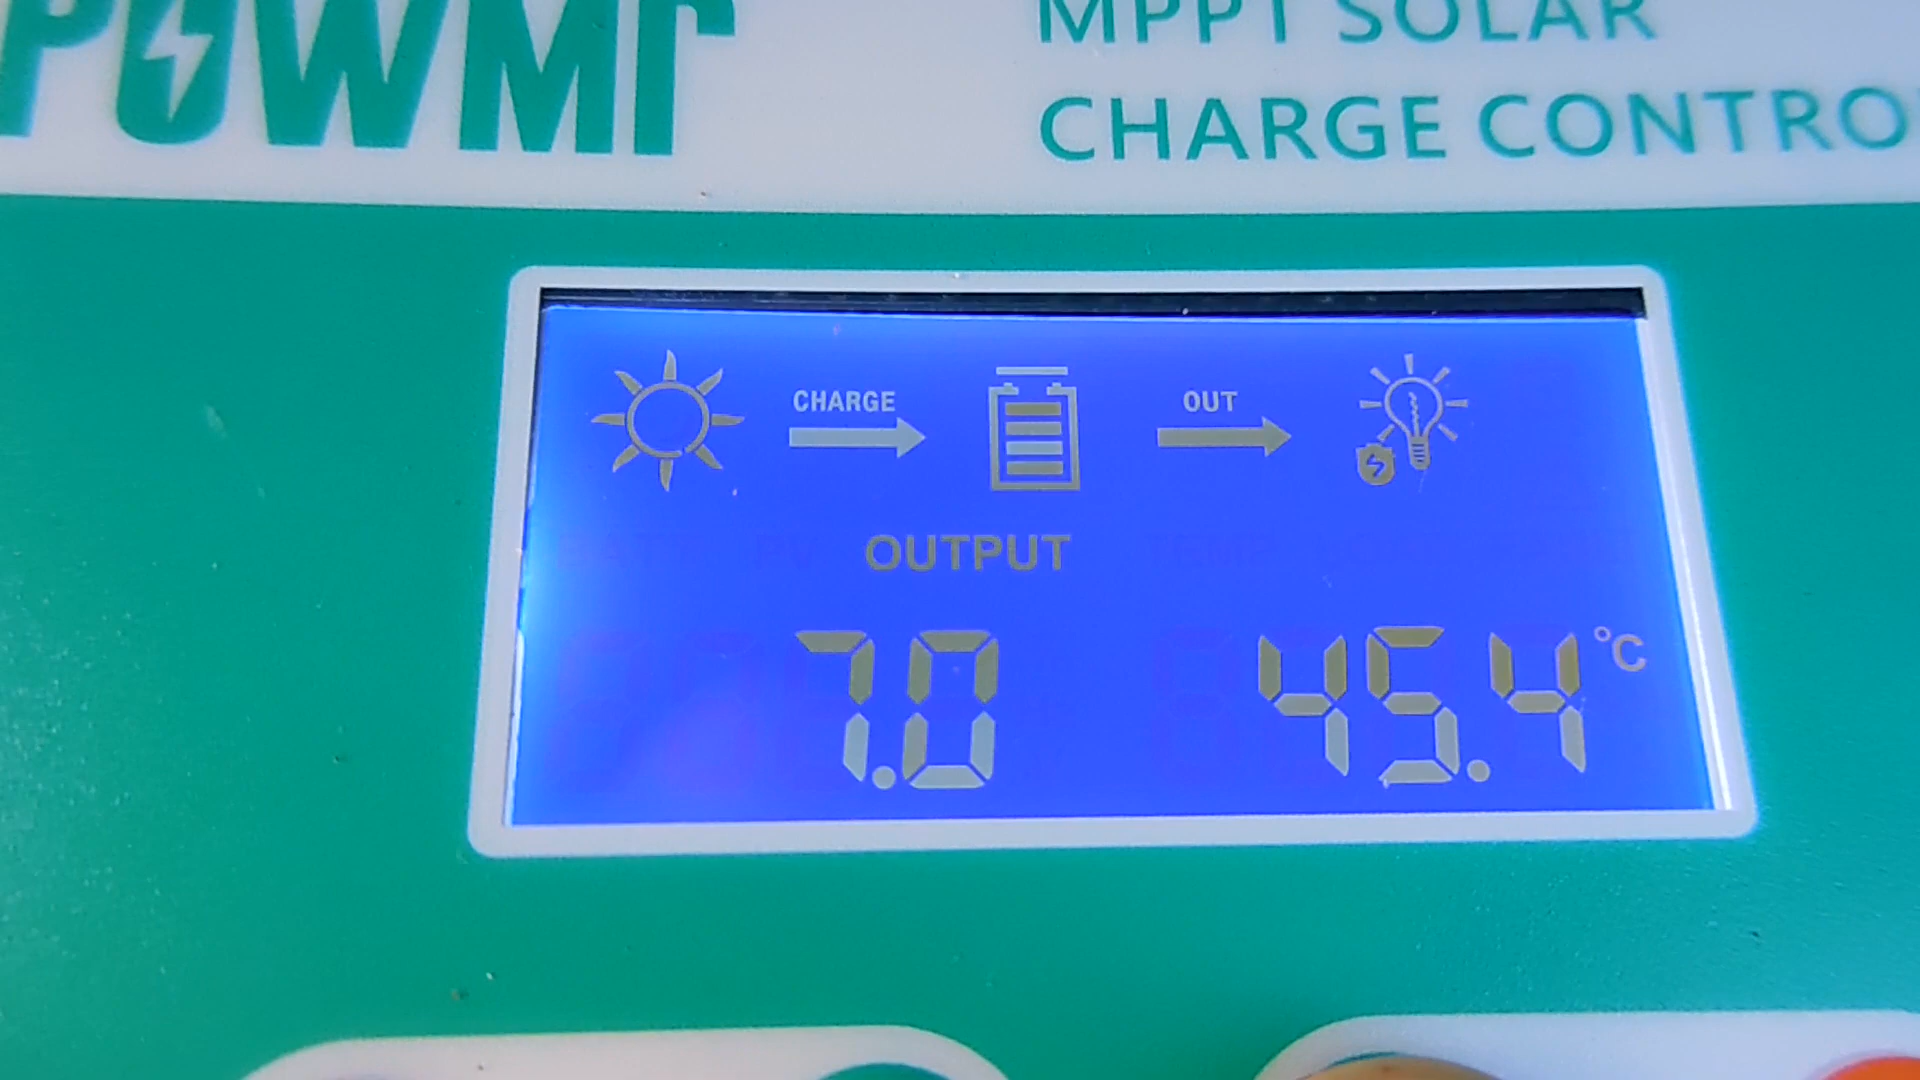 POWMr
MPPT SOLAR
CHARGE CONTRO
CHARGE
OUT
OUTPUT
7.0 45.4 °C